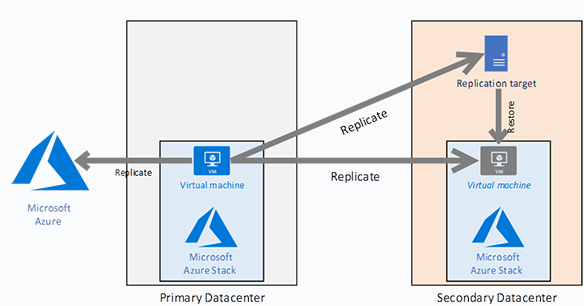 Replication target
Replicate
Restore
VM
VM
Replicate
Replicate
Virtual machine
Virtual machine
Microsoft
Azure
Microsoft
Azure Stack
Microsoft
Azure Stack
Primary Datacenter
Secondary Datacenter